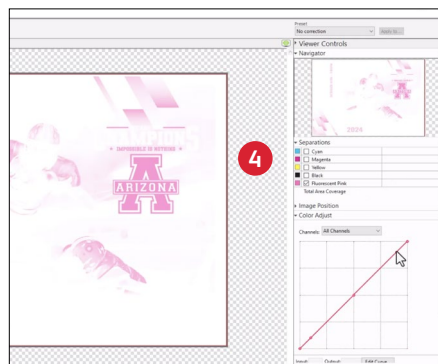 Preset
No correction
Apply to...
Viewer Controls
Navigator
2024
Separations
Cyan
Magenta
Yellow
Black
Fluorescent Pink
Total Area Coverage
Image Position
Color Adjust
Channels: All Channels
Input: Output: Edit Curve...
CHAMPIONS
IMPOSSIBLE IS NOTHING
A
ARIZONA
4